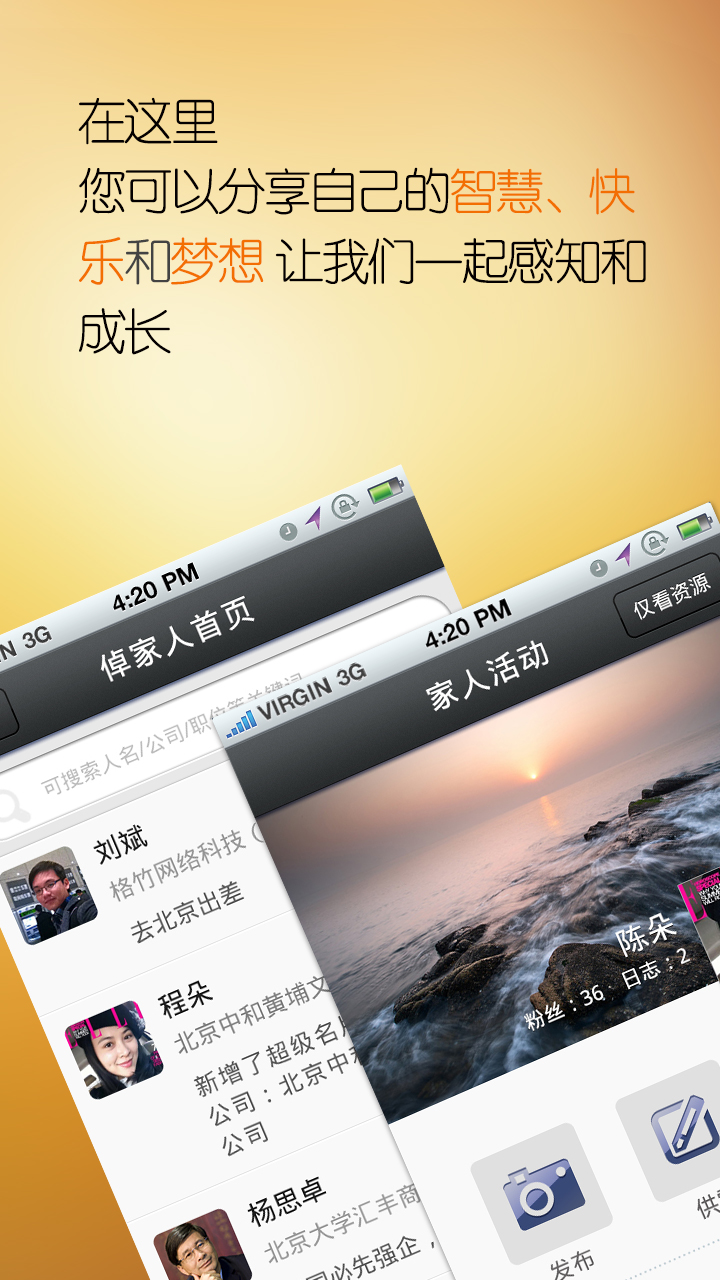 在这里
您可以分享自己的智慧、快
乐和梦想 让我们一起感知和
成长
3G
4:20 PM
倬家人首页
可搜索人名/公司/职位等关键词
刘斌
格竹网络科技
去北京出差
程朵
北京中和黄埔文
新增了超级名片
公司：北京中和
公司
杨思卓
北京大学汇丰商
国必先强企，
VIRGIN 3G
4:20 PM
家人活动
仅看资源
陈朵
粉丝：36 日志：2
发布
供需